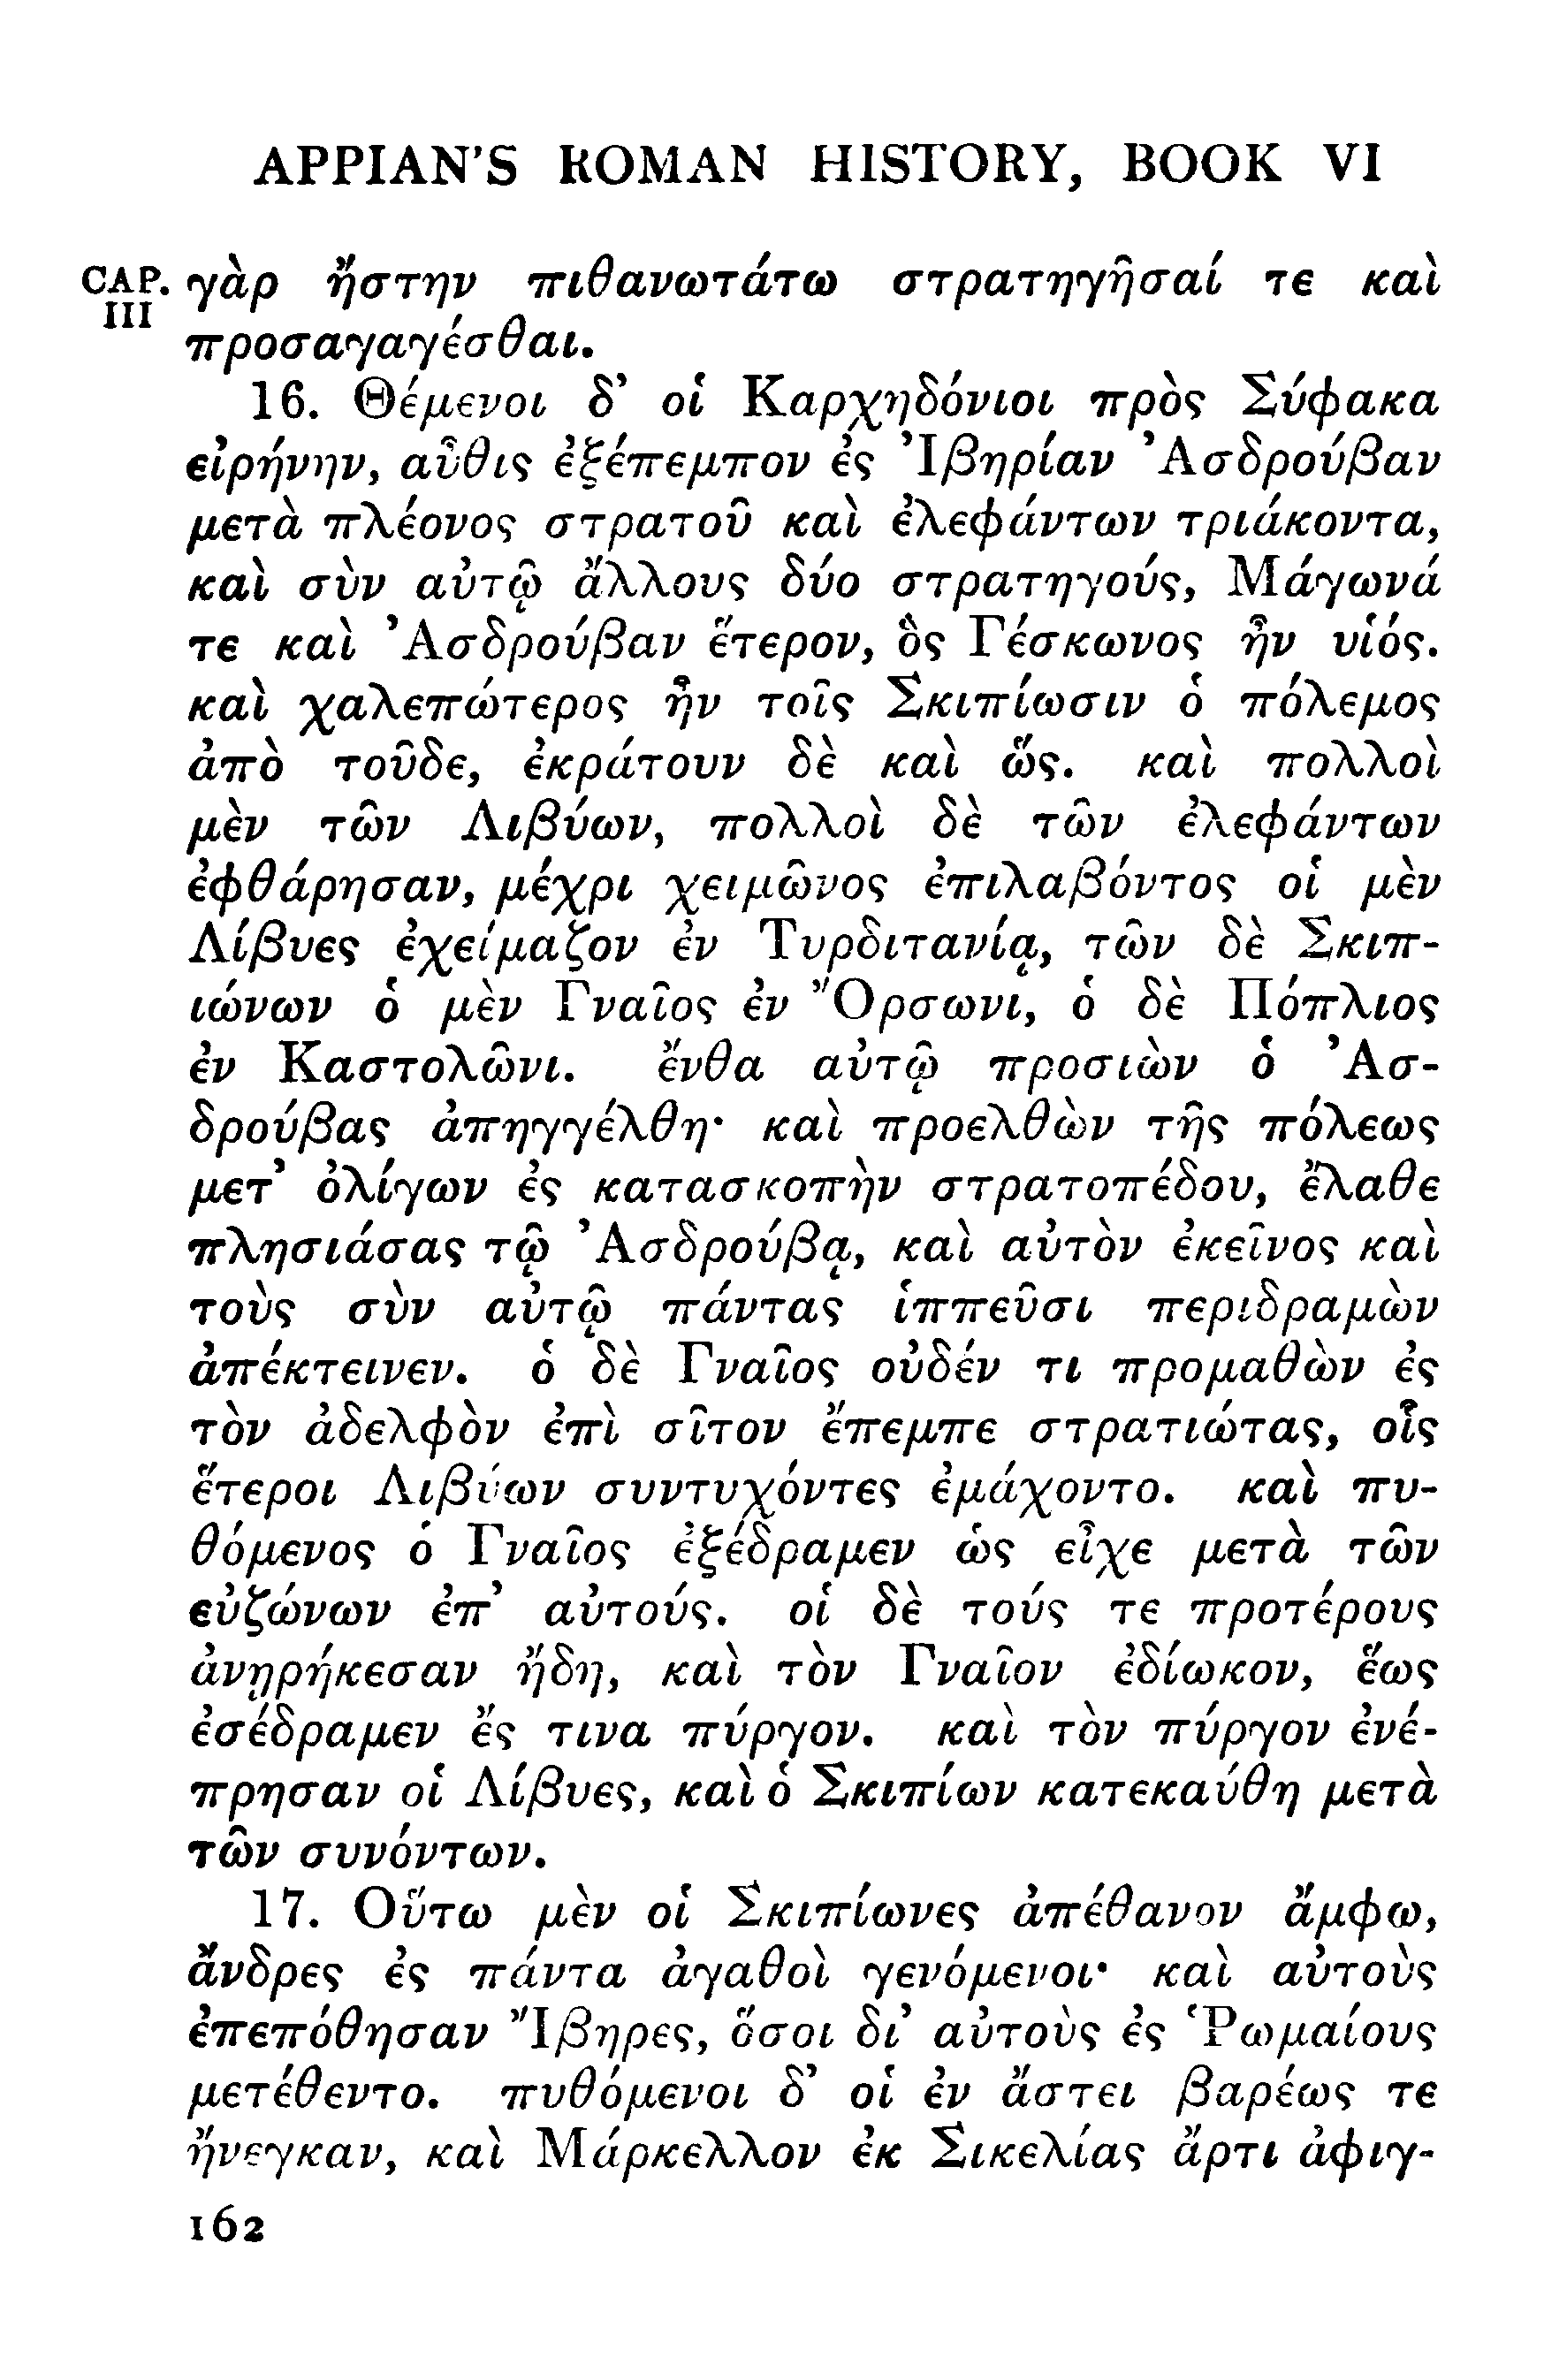 APPIAN'S ROMAN HISTORY, BOOK VI
CAP. III
γὰρ ἤστην πιθανωτάτω στρατηγῆσαί τε καὶ
προσαγαγέσθαι.
16. Θέμενοι δ' οἱ Καρχηδόνιοι πρὸς Σύφακα
εἰρήνην, αὖθις ἐξέπεμπον ἐς Ἰβηρίαν Ἀσδρούβαν
μετὰ πλέονος στρατοῦ καὶ ἐλεφάντων τριάκοντα,
καὶ σὺν αὐτῷ ἄλλους δύο στρατηγούς, Μάγωνά
τε καὶ Ἀσδρούβαν ἕτερον, ὃς Γέσκωνος ἦν υἱός.
καὶ χαλεπώτερος ἦν τοῖς Σκιπίωσιν ὁ πόλεμος
ἀπὸ τοῦδε, ἐκράτουν δὲ καὶ ὥς. καὶ πολλοὶ
μὲν τῶν Λιβύων, πολλοὶ δὲ τῶν ἐλεφάντων
ἐφθάρησαν, μέχρι χειμῶνος ἐπιλαβόντος οἱ μὲν
Λίβυες ἐχείμαζον ἐν Τυρδιτανίᾳ, τῶν δὲ Σκιπ-
ιώνων ὁ μὲν Γναῖος ἐν Ὄρσωνι, ὁ δὲ Πόπλιος
ἐν Καστολῶνι. ἔνθα αὐτῷ προσιὼν ὁ Ἀσ-
δρούβας ἀπηγγέλθη· καὶ προελθὼν τῆς πόλεως
μετ' ὀλίγων ἐς κατασκοπὴν στρατοπέδου, ἔλαθε
πλησιάσας τῷ Ἀσδρούβᾳ, καὶ αὐτὸν ἐκεῖνος καὶ
τοὺς σὺν αὐτῷ πάντας ἱππεῦσι περιδραμὼν
ἀπέκτεινεν. ὁ δὲ Γναῖος οὐδέν τι προμαθὼν ἐς
τὸν ἀδελφὸν ἐπὶ σῖτον ἔπεμπε στρατιώτας, οἷς
ἕτεροι Λιβύων συντυχόντες ἐμάχοντο. καὶ πυ-
θόμενος ὁ Γναῖος ἐξέδραμεν ὡς εἶχε μετὰ τῶν
εὐζώνων ἐπ' αὐτούς. οἱ δὲ τούς τε προτέρους
ἀνῃρήκεσαν ἤδη, καὶ τὸν Γναῖον ἐδίωκον, ἕως
ἐσέδραμεν ἔς τινα πύργον. καὶ τὸν πύργον ἐνέ-
πρησαν οἱ Λίβυες, καὶ ὁ Σκιπίων κατεκαύθη μετὰ
τῶν συνόντων.
17. Οὕτω μὲν οἱ Σκιπίωνες ἀπέθανον ἄμφω,
ἄνδρες ἐς πάντα ἀγαθοὶ γενόμενοι· καὶ αὐτοὺς
ἐπεπόθησαν Ἴβηρες, ὅσοι δι' αὐτοὺς ἐς Ῥωμαίους
μετέθεντο. πυθόμενοι δ' οἱ ἐν ἄστει βαρέως τε
ἤνεγκαν, καὶ Μάρκελλον ἐκ Σικελίας ἄρτι ἀφιγ-
162